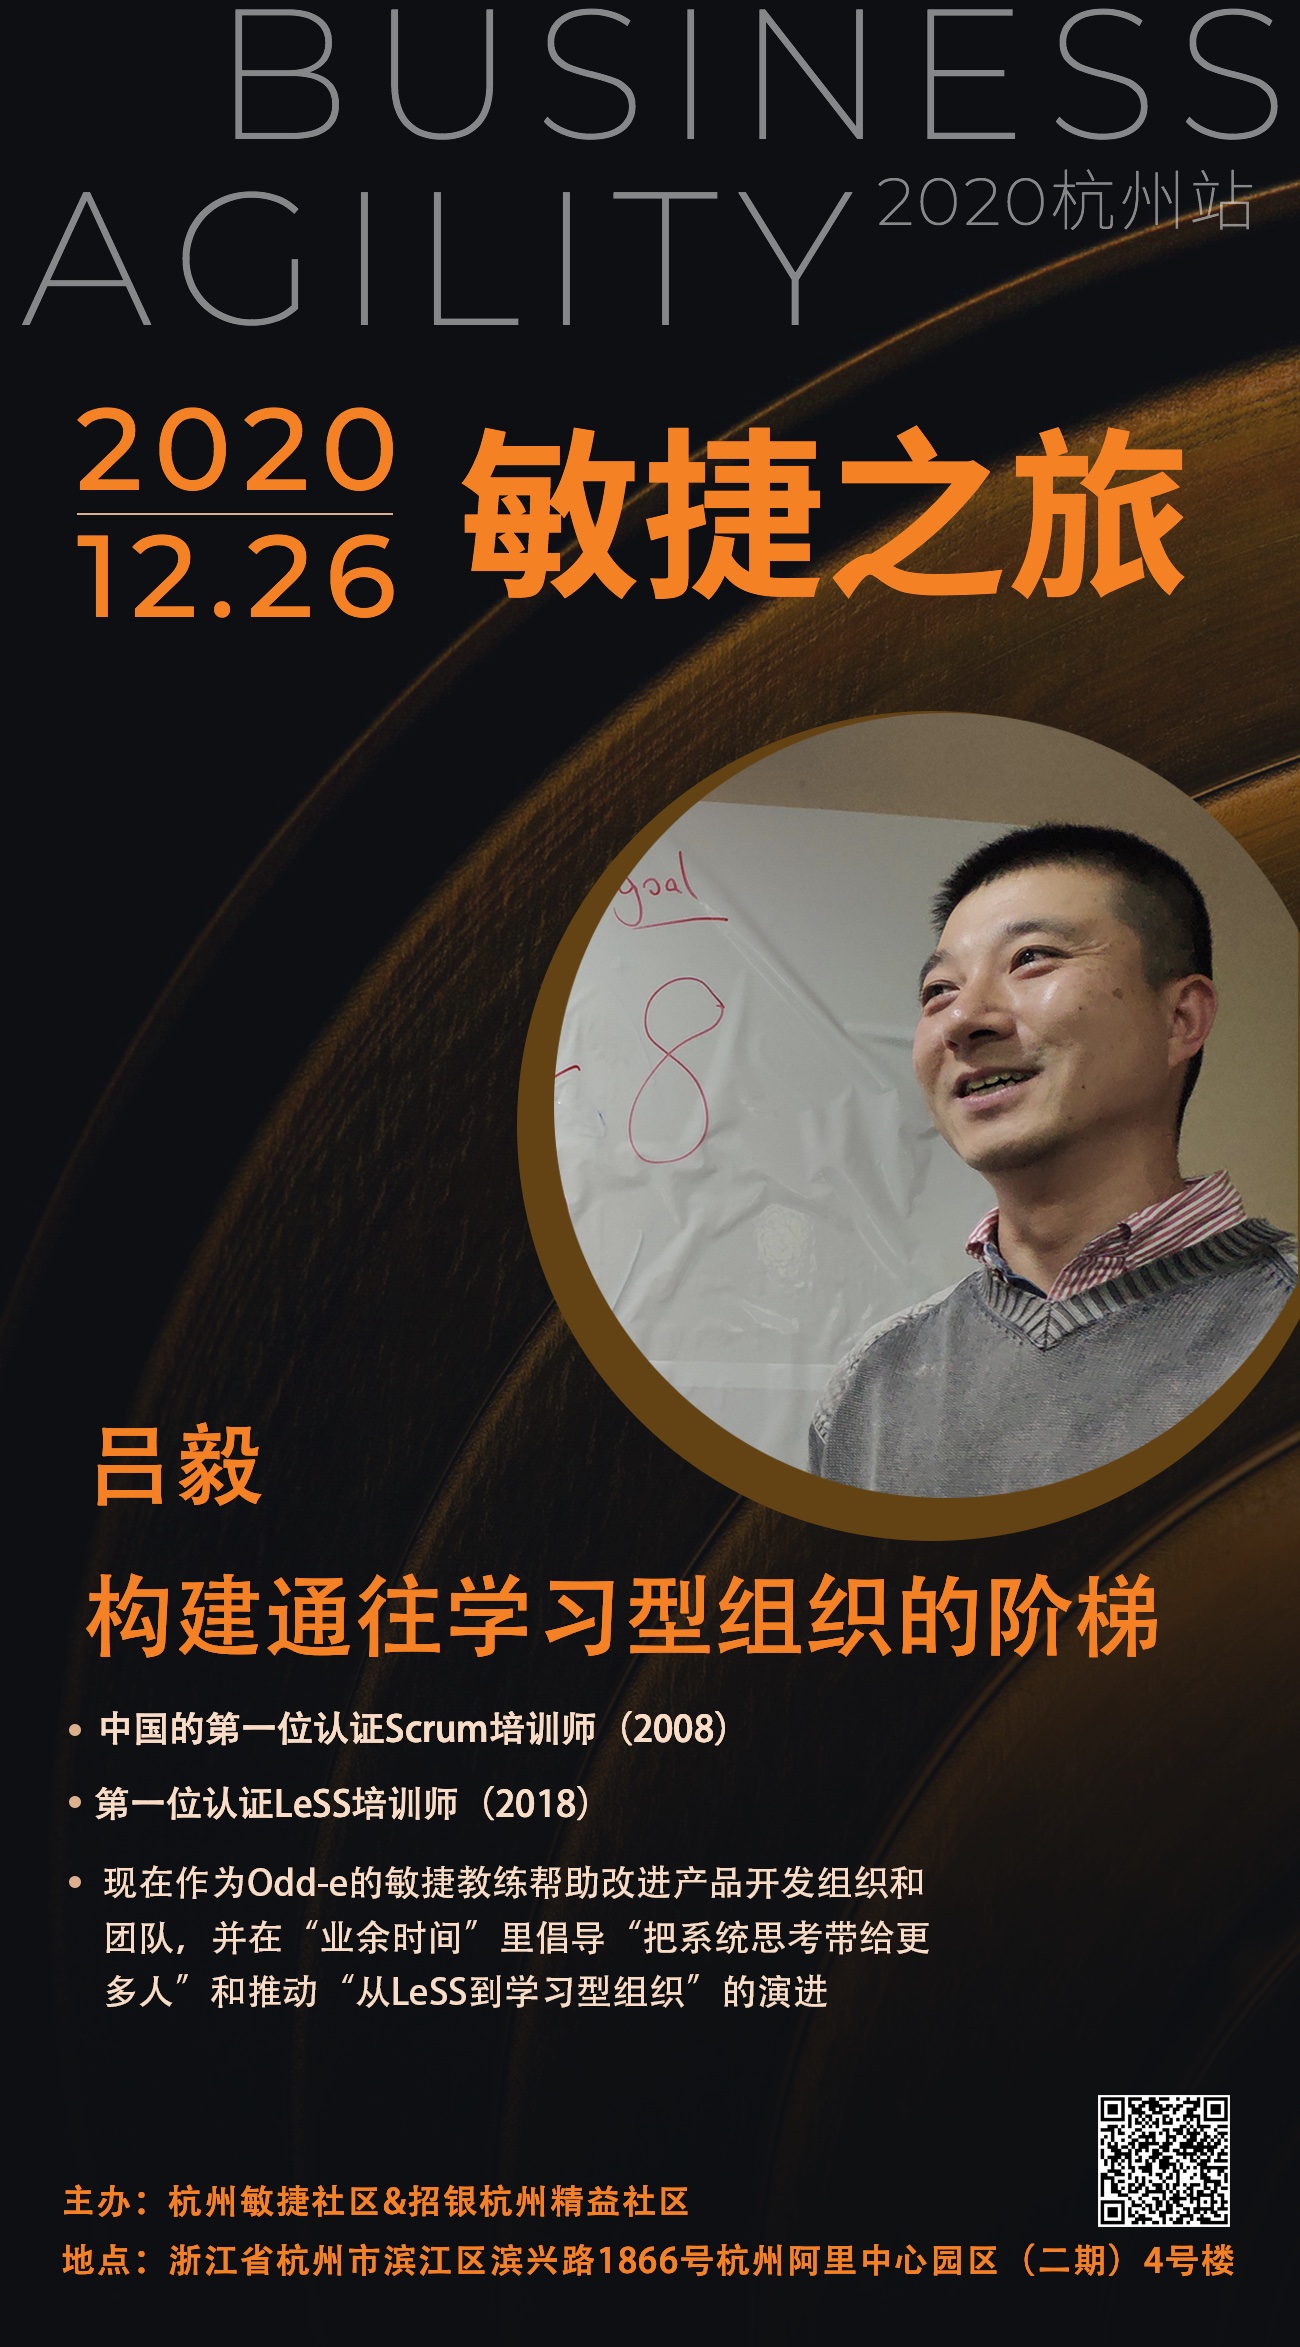 BUSINESS
AGILITY
2020杭州站
2020
12.26
敏捷之旅
goal
8
吕毅
构建通往学习型组织的阶梯
• 中国的第一位认证Scrum培训师（2008）
• 第一位认证LeSS培训师（2018）
• 现在作为Odd-e的敏捷教练帮助改进产品开发组织和
团队，并在“业余时间”里倡导“把系统思考带给更
多人”和推动“从LeSS到学习型组织”的演进
主办：杭州敏捷社区&招银杭州精益社区
地点：浙江省杭州市滨江区滨兴路1866号杭州阿里中心园区（二期）4号楼